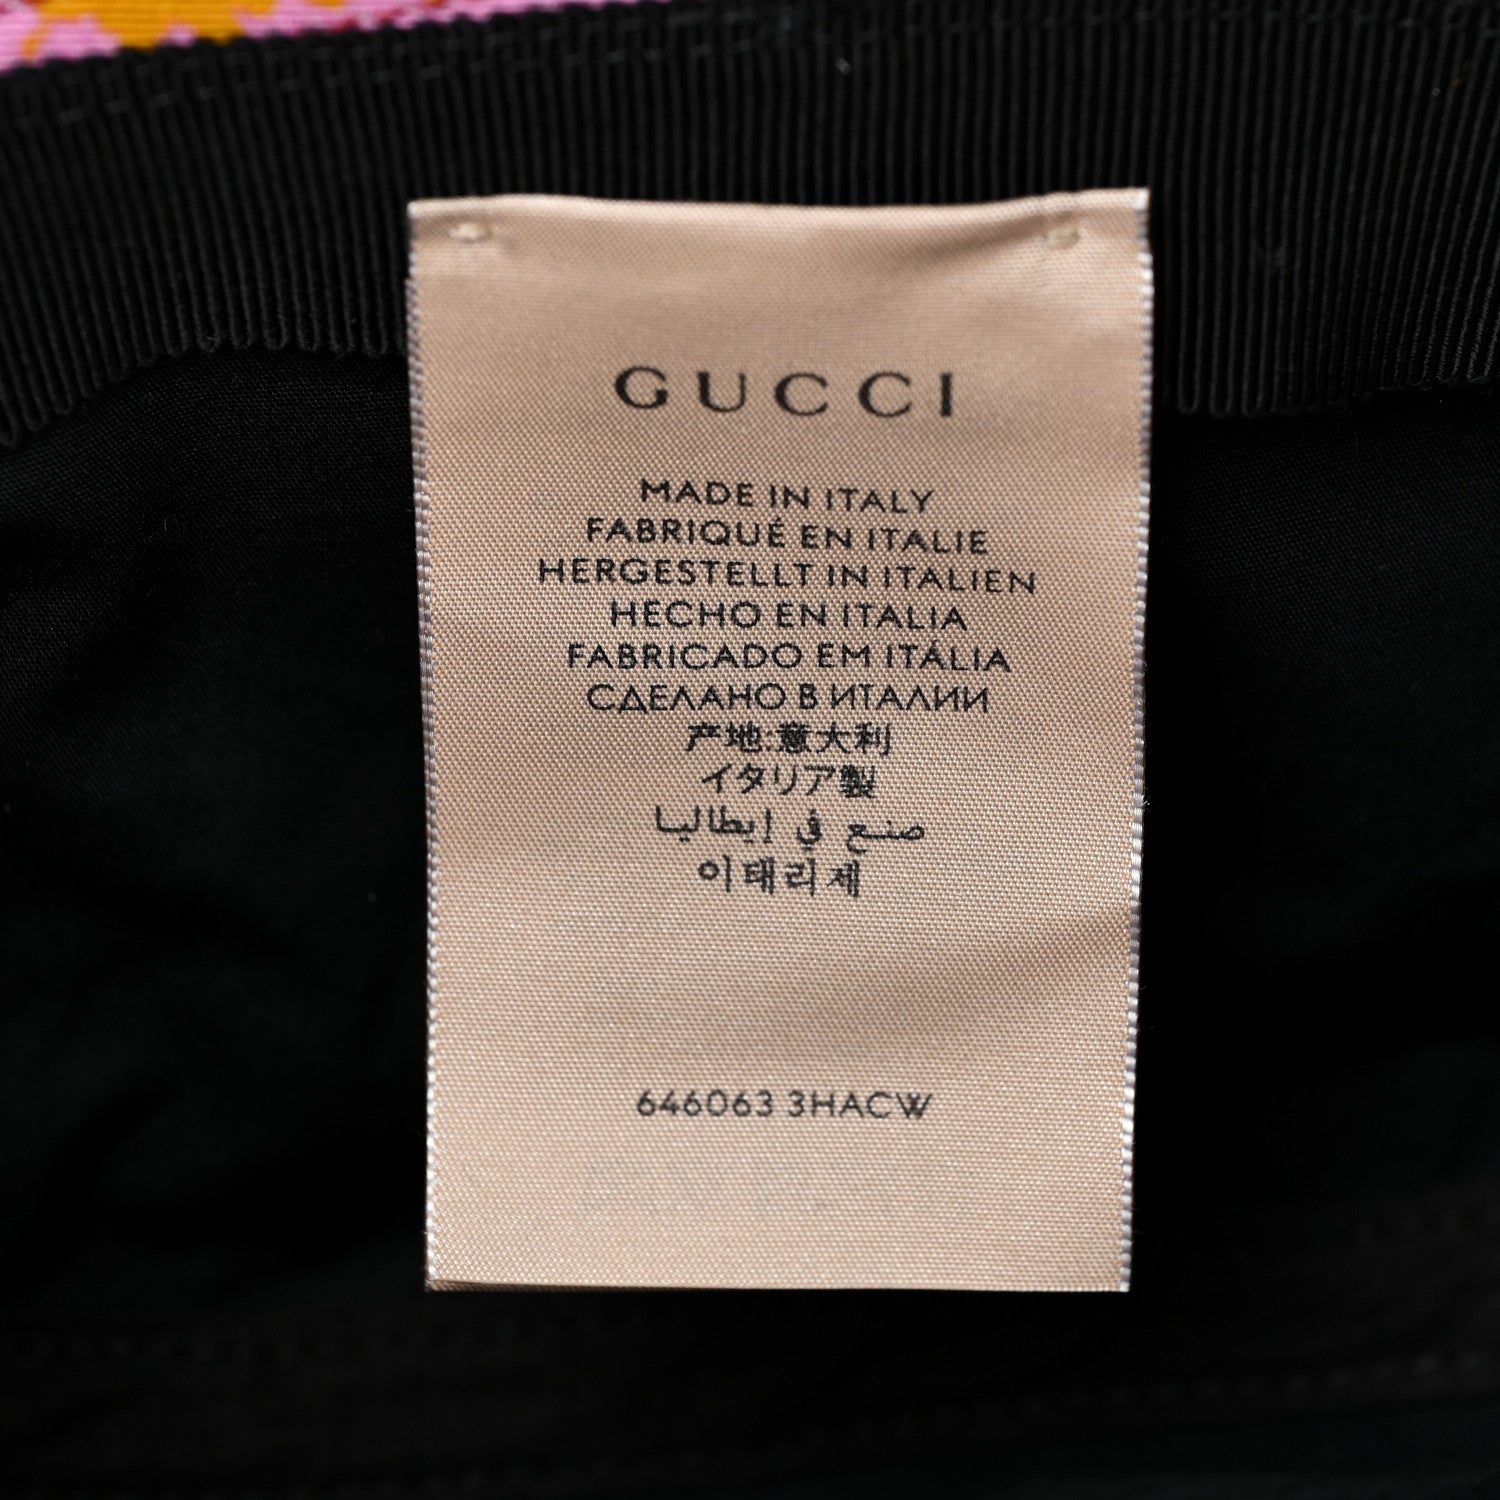 GUCCI
MADE IN ITALY
FABRIQUÉ EN ITALIE
HERGESTELLT IN ITALIEN
HECHO EN ITALIA
FABRICADO EM ITÁLIA
СДЕЛАНО В ИТАЛИИ
产地:意大利
イタリア製
صنع في إيطاليا
이태리제
646063 3HACW